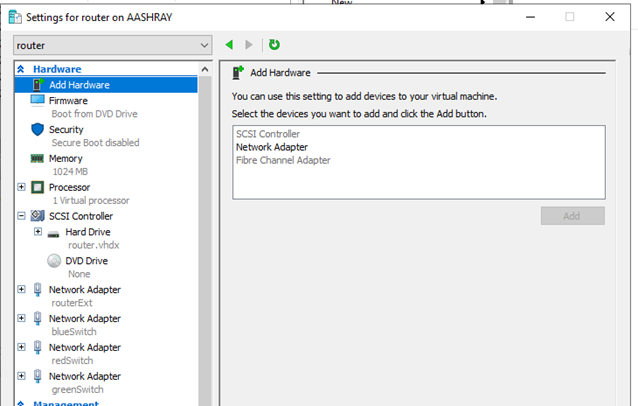 New
Settings for router on AASHRAY
router
Hardware
Add Hardware
Firmware
Boot from DVD Drive
Security
Secure Boot disabled
Memory
1024 MB
Processor
1 Virtual processor
SCSI Controller
Hard Drive
router.vhdx
DVD Drive
None
Network Adapter
routerExt
Network Adapter
blueSwitch
Network Adapter
redSwitch
Network Adapter
greenSwitch
Management
Add Hardware
You can use this setting to add devices to your virtual machine.
Select the devices you want to add and click the Add button.
SCSI Controller
Network Adapter
Fibre Channel Adapter
Add